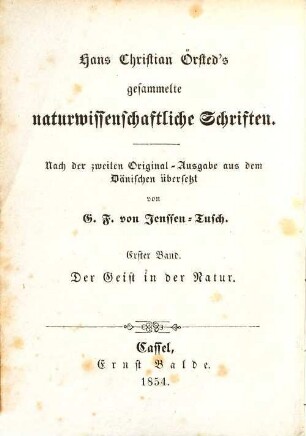 Hans Christian Örsted's
gesammelte
naturwissenschaftliche Schriften.
Nach der zweiten Original-Ausgabe aus dem
Dänischen übersetzt
von
G. F. von Jenssen-Tusch.
Erster Band.
Der Geist in der Natur.
Cassel,
Ernst Balde.
1854.